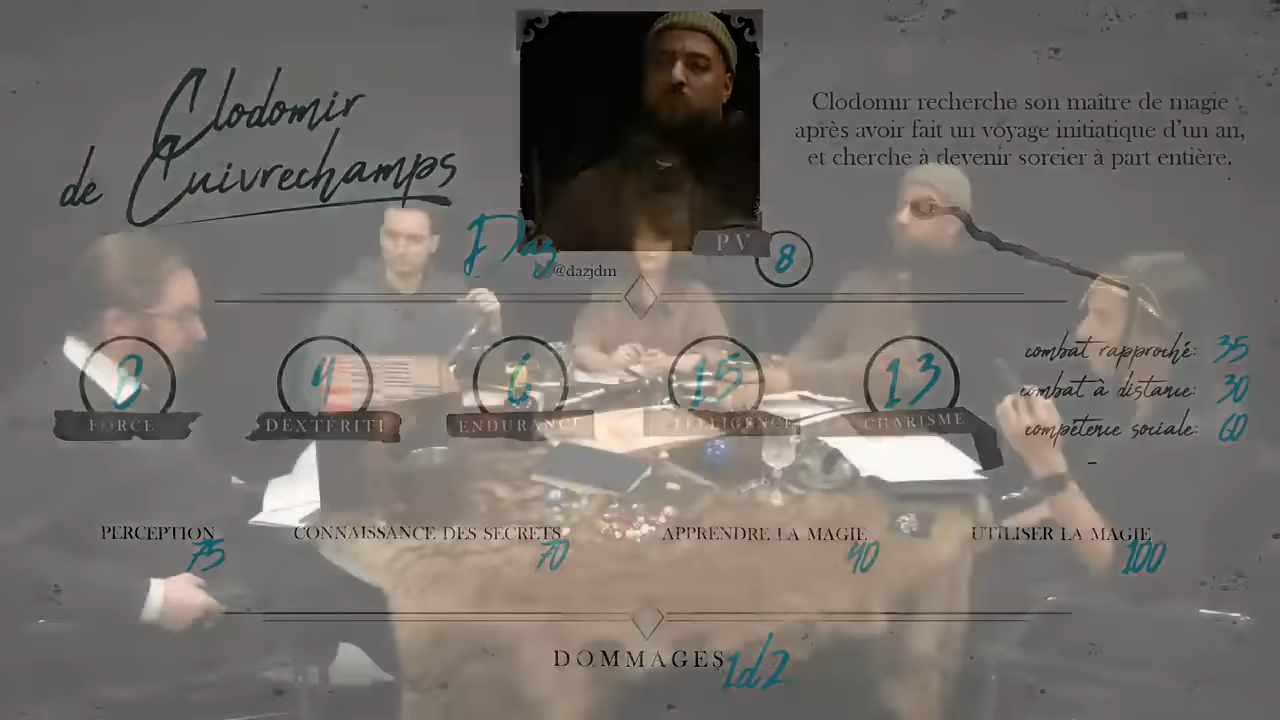 Clodomir
de Cuivrechamps
Clodomir recherche son maître de magie
après avoir fait un voyage initiatique d'un an,
et cherche à devenir sorcier à part entière.
Daz
@dazjdm
PV
8
8
4
6
15
13
FORCE
DEXTÉRITÉ
ENDURANCE
INTELLIGENCE
CHARISME
combat rapproché: 35
combat à distance: 30
compétence sociale: 60
-
PERCEPTION
75
CONNAISSANCE DES SECRETS
70
APPRENDRE LA MAGIE
40
UTILISER LA MAGIE
100
DOMMAGES 1d2